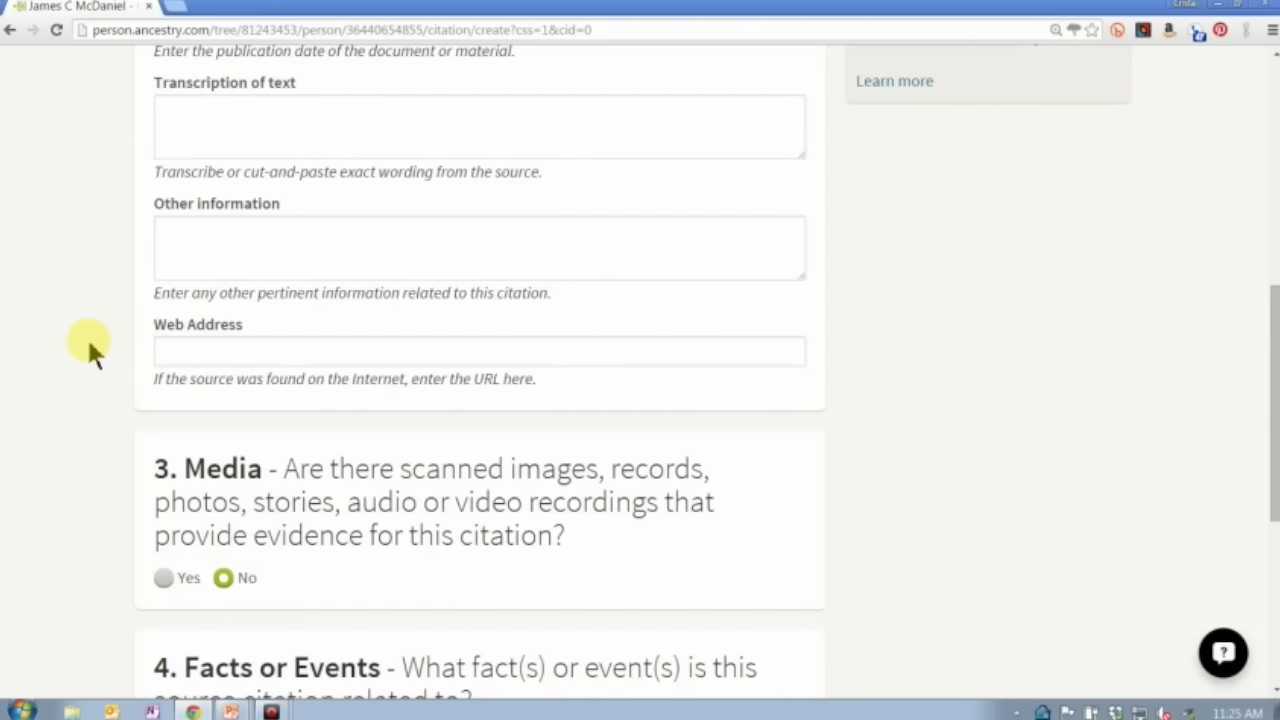 James C McDaniel -
Crista
person.ancestry.com/tree/81243453/person/36440654855/citation/create?css=1&cid=0
Enter the publication date of the document or material.
Learn more
Transcription of text
Transcribe or cut-and-paste exact wording from the source.
Other information
Enter any other pertinent information related to this citation.
Web Address
If the source was found on the Internet, enter the URL here.
3. Media - Are there scanned images, records,
photos, stories, audio or video recordings that
provide evidence for this citation?
Yes No
4. Facts or Events - What fact(s) or event(s) is this
source citation related to?
11:25 AM